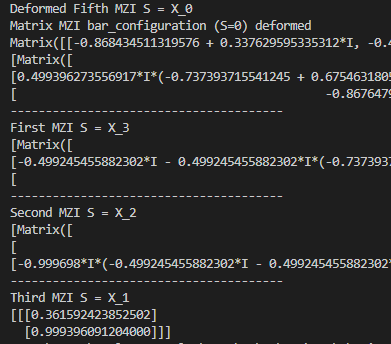 Deformed Fifth MZI S = X_0
Matrix MZI bar_configuration (S=0) deformed
Matrix([[-0.868434511319576 + 0.337629595335312*I, -0.4
[Matrix([
[0.499396273556917*I*(-0.737393715541245 + 0.6754631805
[ -0.8676479
---------------------------------------
First MZI S = X_3
[Matrix([
[-0.499245455882302*I - 0.499245455882302*I*(-0.7373937
[
---------------------------------------
Second MZI S = X_2
[Matrix([
[
[-0.999698*I*(-0.499245455882302*I - 0.499245455882302*
---------------------------------------
Third MZI S = X_1
[[[0.361592423852502]
[0.999396091204000]]]